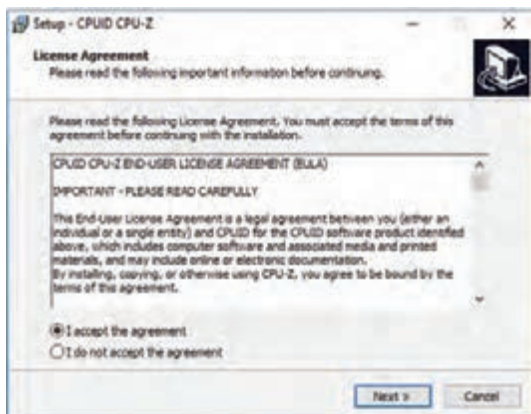 Setup - CPUID CPU-Z
License Agreement
Please read the following important information before continuing.
Please read the following License Agreement. You must accept the terms of this
agreement before continuing with the installation.
CPUID CPU-Z END-USER LICENSE AGREEMENT (EULA)
IMPORTANT - PLEASE READ CAREFULLY
This End-User License Agreement is a legal agreement between you (either an
individual or a single entity) and CPUID for the CPUID software product identified
above, which includes computer software and associated media and printed
materials, and may include online or electronic documentation.
By installing, copying, or otherwise using CPU-Z, you agree to be bound by the
terms of this agreement.
I accept the agreement
I do not accept the agreement
Next >
Cancel